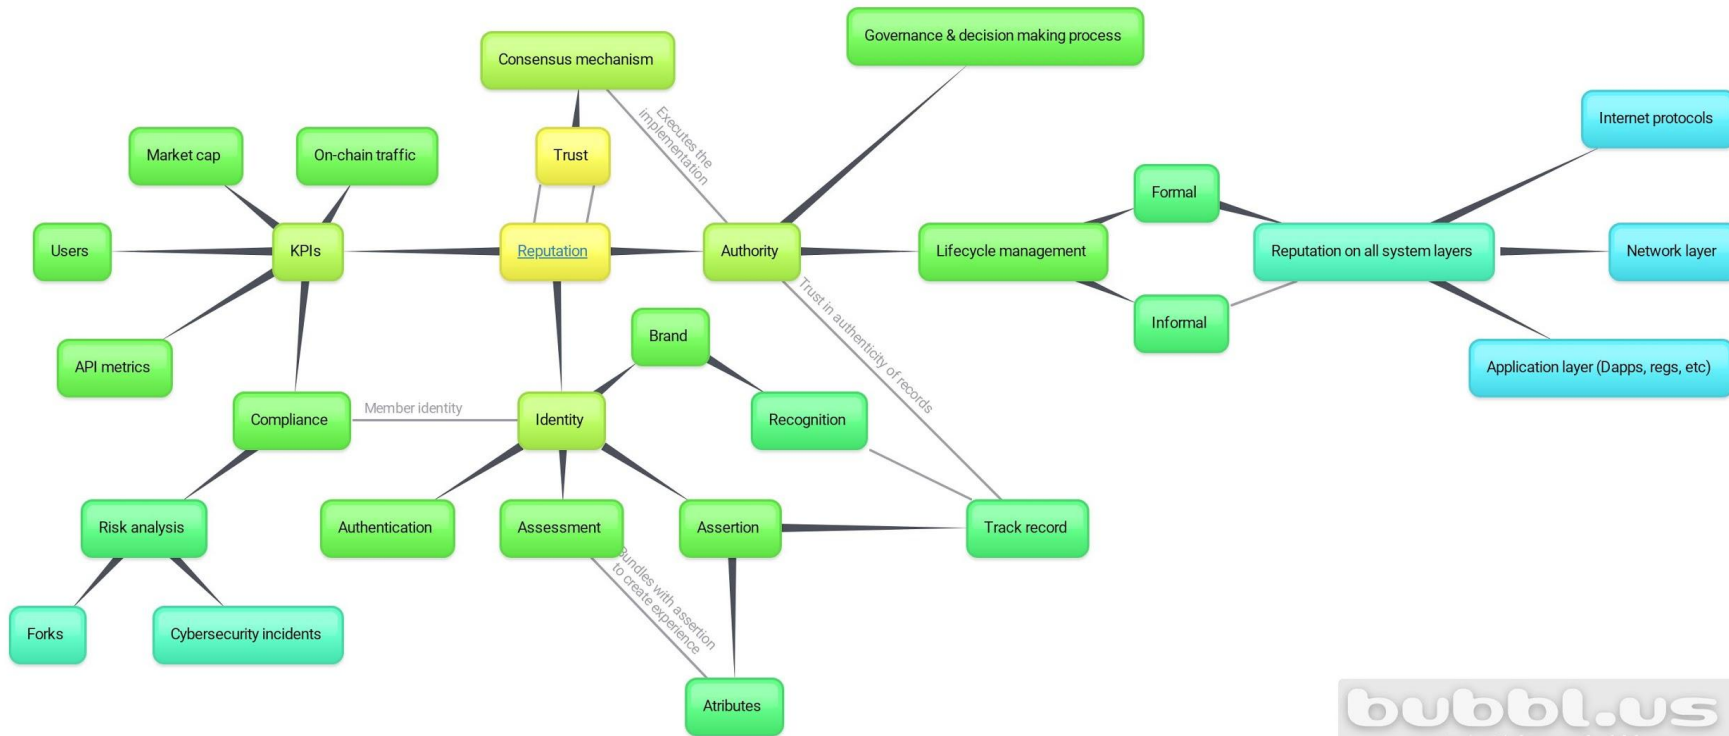 Governance & decision making process
Consensus mechanism
Executes the
implementation
Internet protocols
Market cap
On-chain traffic
Trust
Formal
Users
KPIs
Reputation
Authority
Lifecycle management
Reputation on all system layers
Network layer
Trust in authenticity of records
Informal
Brand
API metrics
Application layer (Dapps, regs, etc)
Compliance
Member identity
Identity
Recognition
Risk analysis
Authentication
Assessment
Assertion
Track record
Bundles with assertion
to create experience
Forks
Cybersecurity incidents
Atributes
bubbl.us